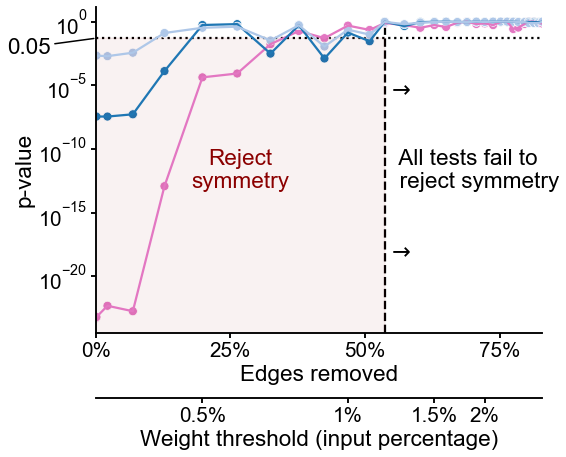 10^0
0.05
10^−5
10^−10
10^−15
10^−20
p-value
Reject
symmetry
→
All tests fail to
reject symmetry
→
0% 25% 50% 75%
Edges removed
0.5% 1% 1.5% 2%
Weight threshold (input percentage)